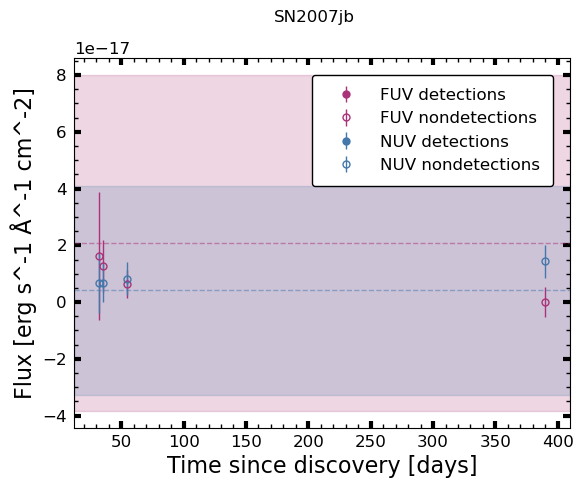 SN2007jb
1e−17
FUV detections
FUV nondetections
NUV detections
NUV nondetections
8
6
4
2
0
−2
−4
Flux [erg s^-1 Å^-1 cm^-2]
50 100 150 200 250 300 350 400
Time since discovery [days]